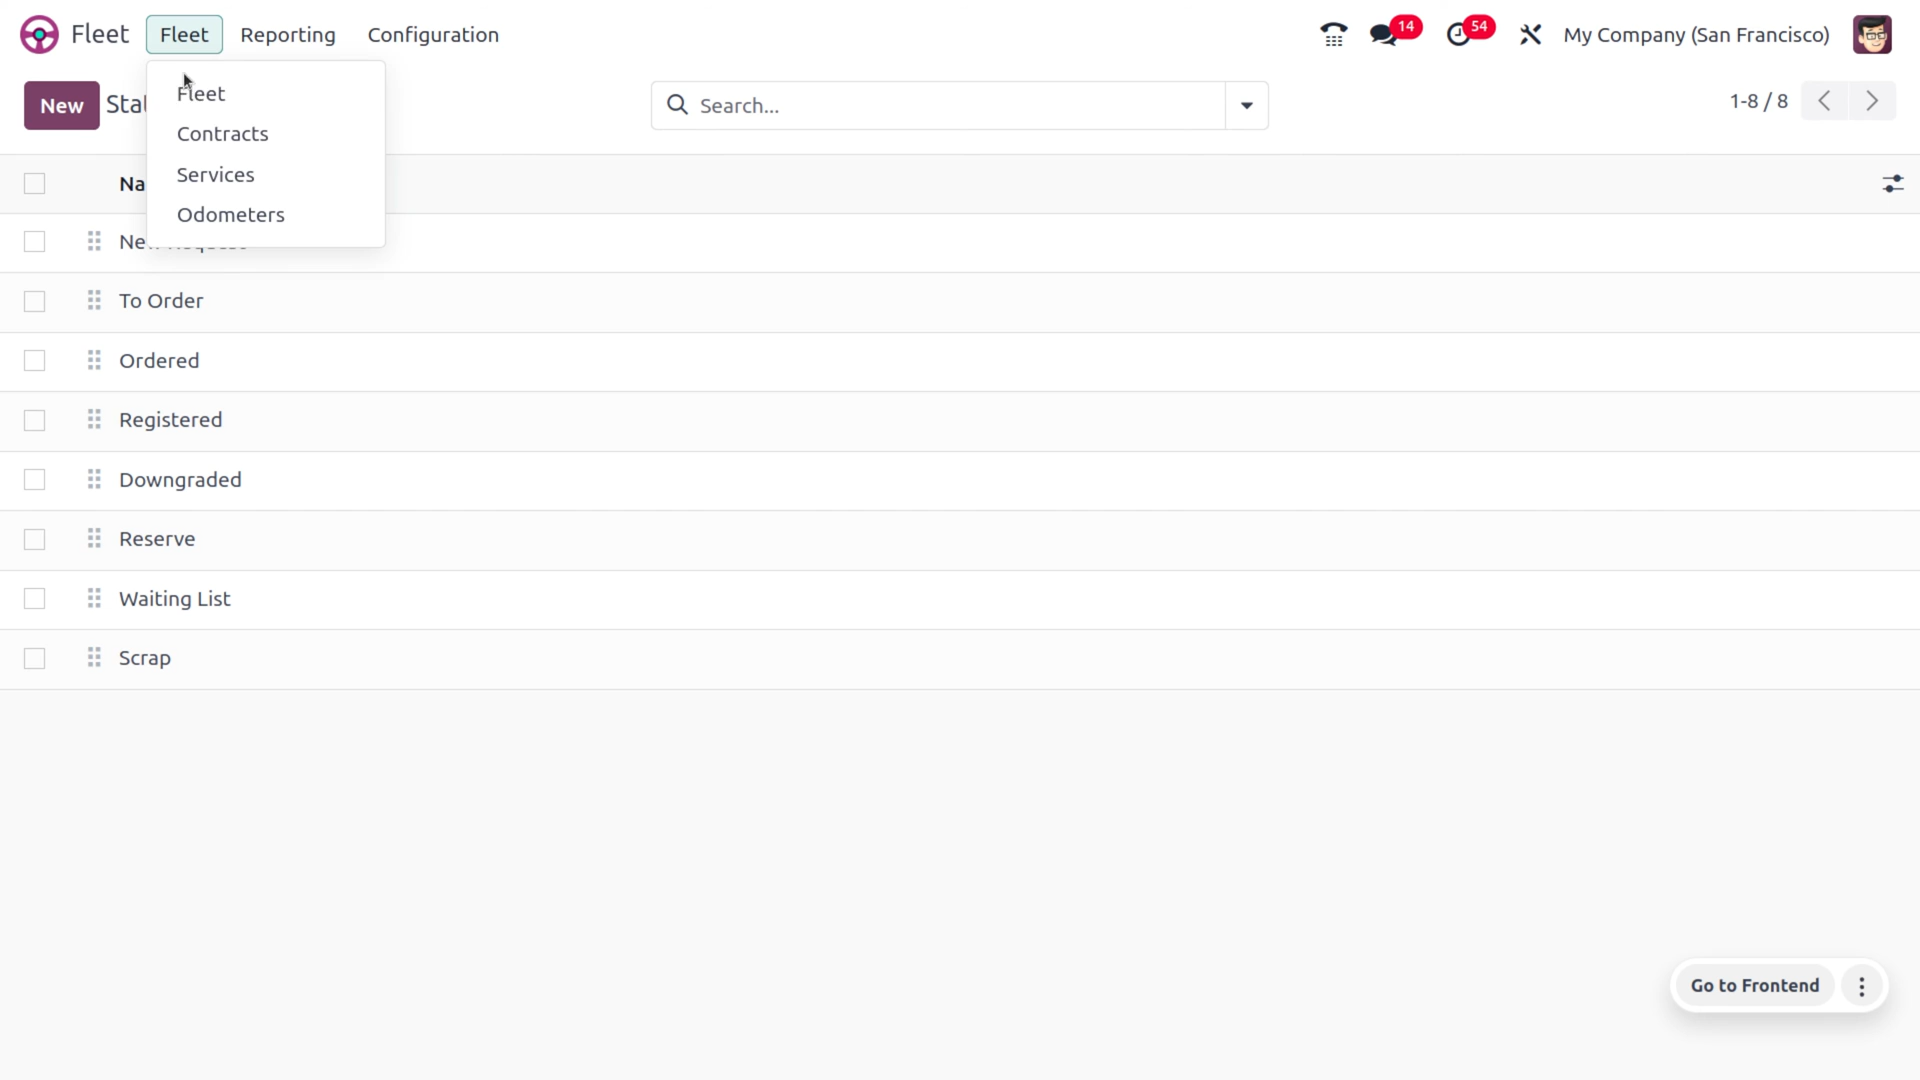 Fleet Fleet Reporting Configuration 14 54 My Company (San Francisco)
Fleet
New Search... 1-8 / 8
Contracts
Services
Odometers
To Order
Ordered
Registered
Downgraded
Reserve
Waiting List
Scrap
Go to Frontend